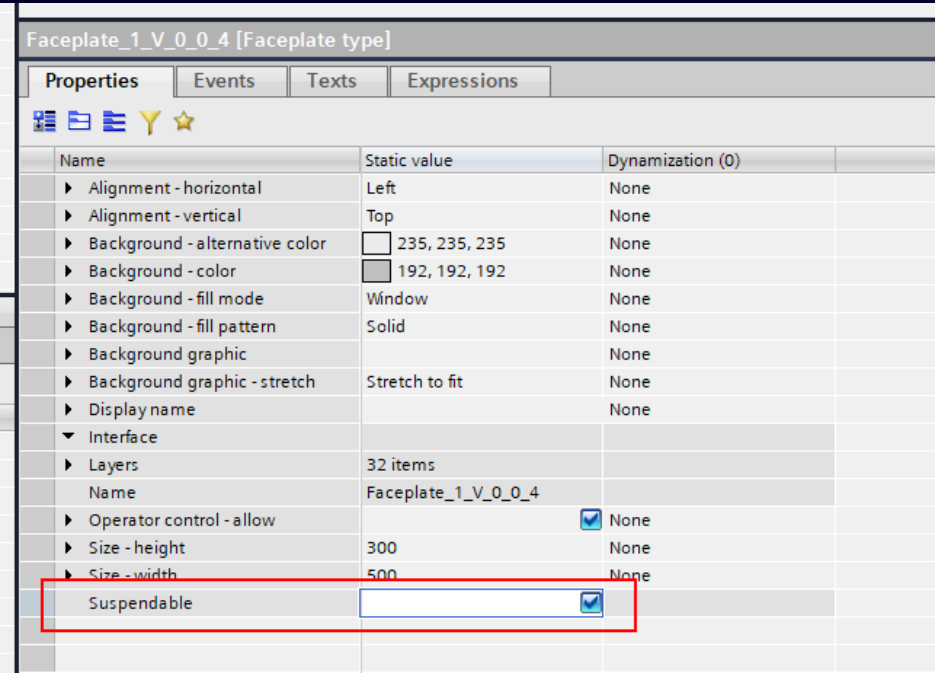 Faceplate_1_V_0_0_4 [Faceplate type]
Properties Events Texts Expressions
Name Static value Dynamization (0)
Alignment - horizontal Left None
Alignment - vertical Top None
Background - alternative color 235, 235, 235 None
Background - color 192, 192, 192 None
Background - fill mode Window None
Background - fill pattern Solid None
Background graphic None
Background graphic - stretch Stretch to fit None
Display name None
Interface
Layers 32 items
Name Faceplate_1_V_0_0_4
Operator control - allow None
Size - height 300 None
Size - width 500 None
Suspendable